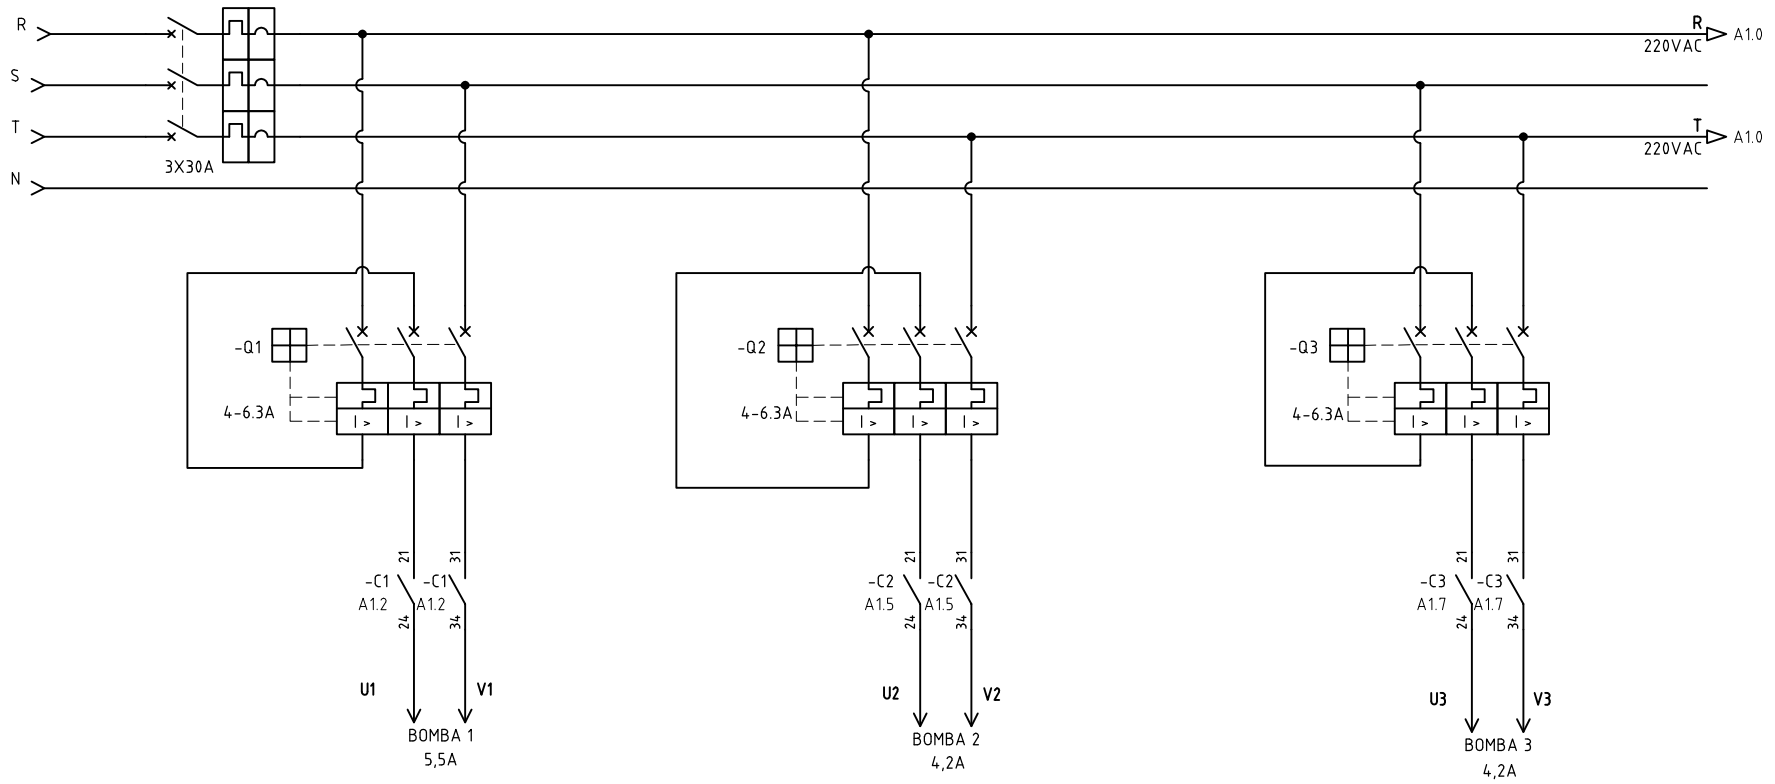 R
S
T
N
3X30A
R
220VAC
A1.0
T
220VAC
A1.0
-Q1
4-6.3A
I > I > I >
-Q2
4-6.3A
I > I > I >
-Q3
4-6.3A
I > I > I >
21 31
-C1 -C1
A1.2 A1.2
24 34
U1 V1
BOMBA 1
5,5A
21 31
-C2 -C2
A1.5 A1.5
24 34
U2 V2
BOMBA 2
4,2A
21 31
-C3 -C3
A1.7 A1.7
24 34
U3 V3
BOMBA 3
4,2A